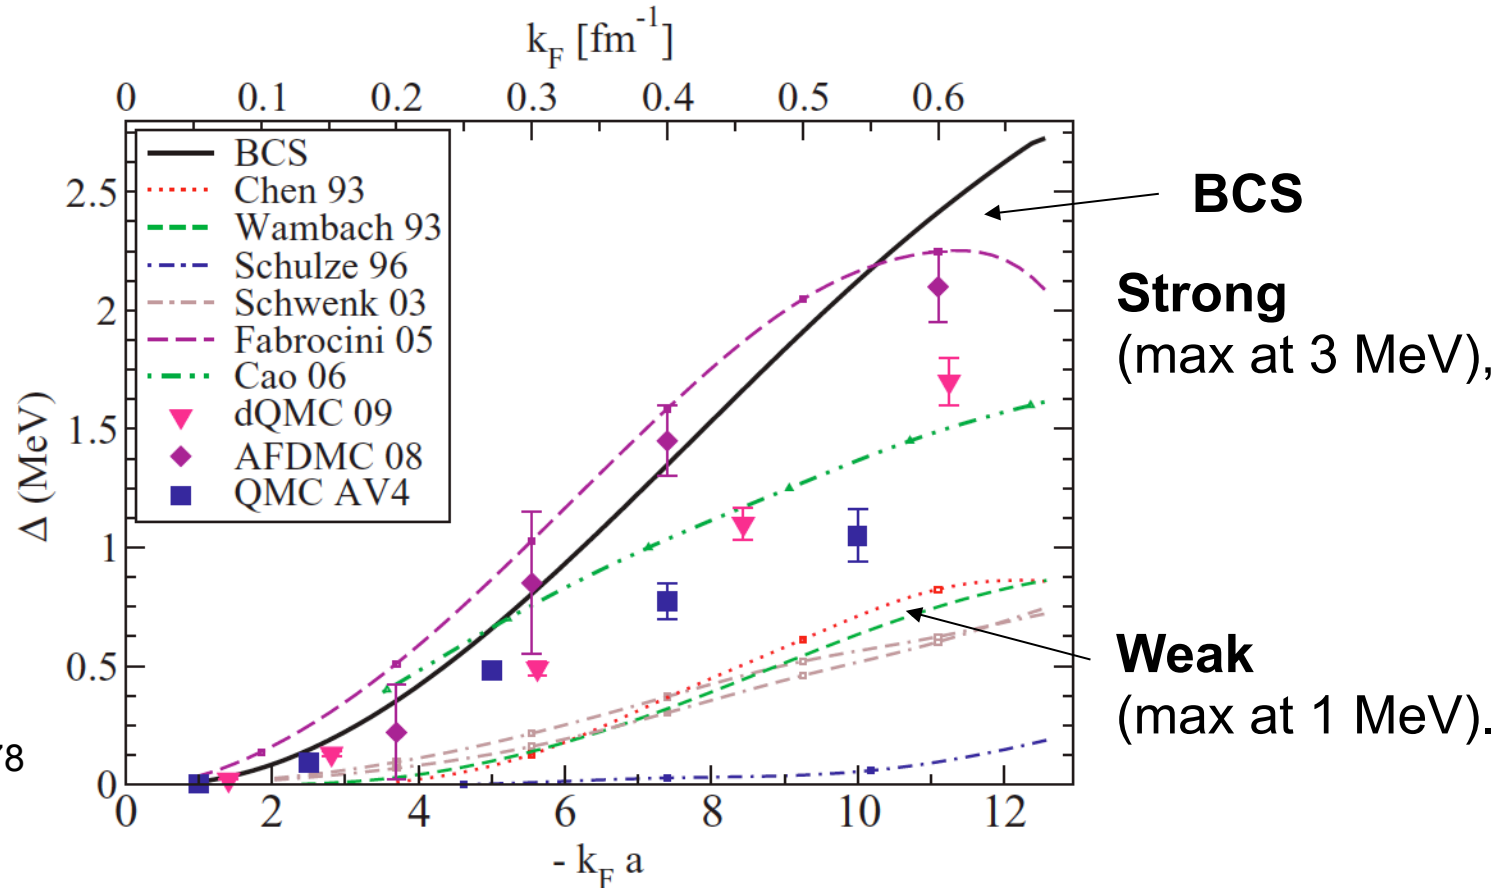 k_F [fm^-1]
0 0.1 0.2 0.3 0.4 0.5 0.6
BCS
Chen 93
Wambach 93
Schulze 96
Schwenk 03
Fabrocini 05
Cao 06
dQMC 09
AFDMC 08
QMC AV4
Δ (MeV)
2.5
2
1.5
1
0.5
0
0 2 4 6 8 10 12
- k_F a
BCS
Strong
(max at 3 MeV),
Weak
(max at 1 MeV).
78